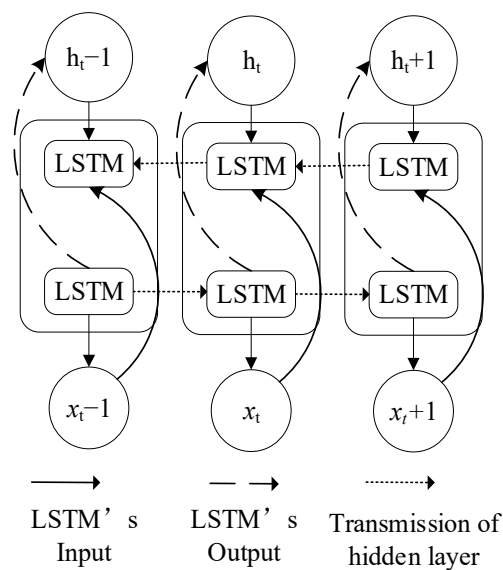 hₜ−1
hₜ
hₜ+1
LSTM
LSTM
LSTM
LSTM
LSTM
LSTM
xₜ−1
xₜ
xₜ+1
LSTM’s
Input
LSTM’s
Output
Transmission of
hidden layer